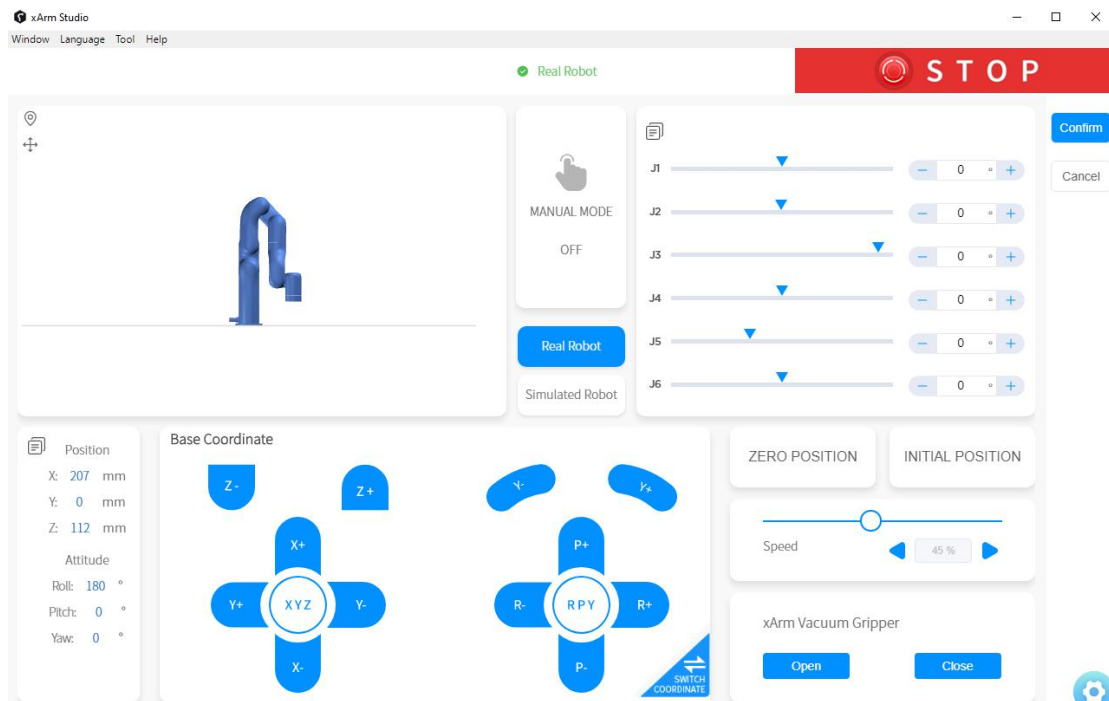 xArm Studio
Window Language Tool Help
Real Robot
STOP
Confirm
Cancel
MANUAL MODE
OFF
Real Robot
Simulated Robot
J1 − 0 ° +
J2 − 0 ° +
J3 − 0 ° +
J4 − 0 ° +
J5 − 0 ° +
J6 − 0 ° +
Position
X: 207 mm
Y: 0 mm
Z: 112 mm
Attitude
Roll: 180 °
Pitch: 0 °
Yaw: 0 °
Base Coordinate
Z-
Z+
X+
Y+
XYZ
Y-
X-
Y-
Y+
P+
R-
RPY
R+
P-
SWITCH
COORDINATE
ZERO POSITION
INITIAL POSITION
Speed
45 %
xArm Vacuum Gripper
Open
Close